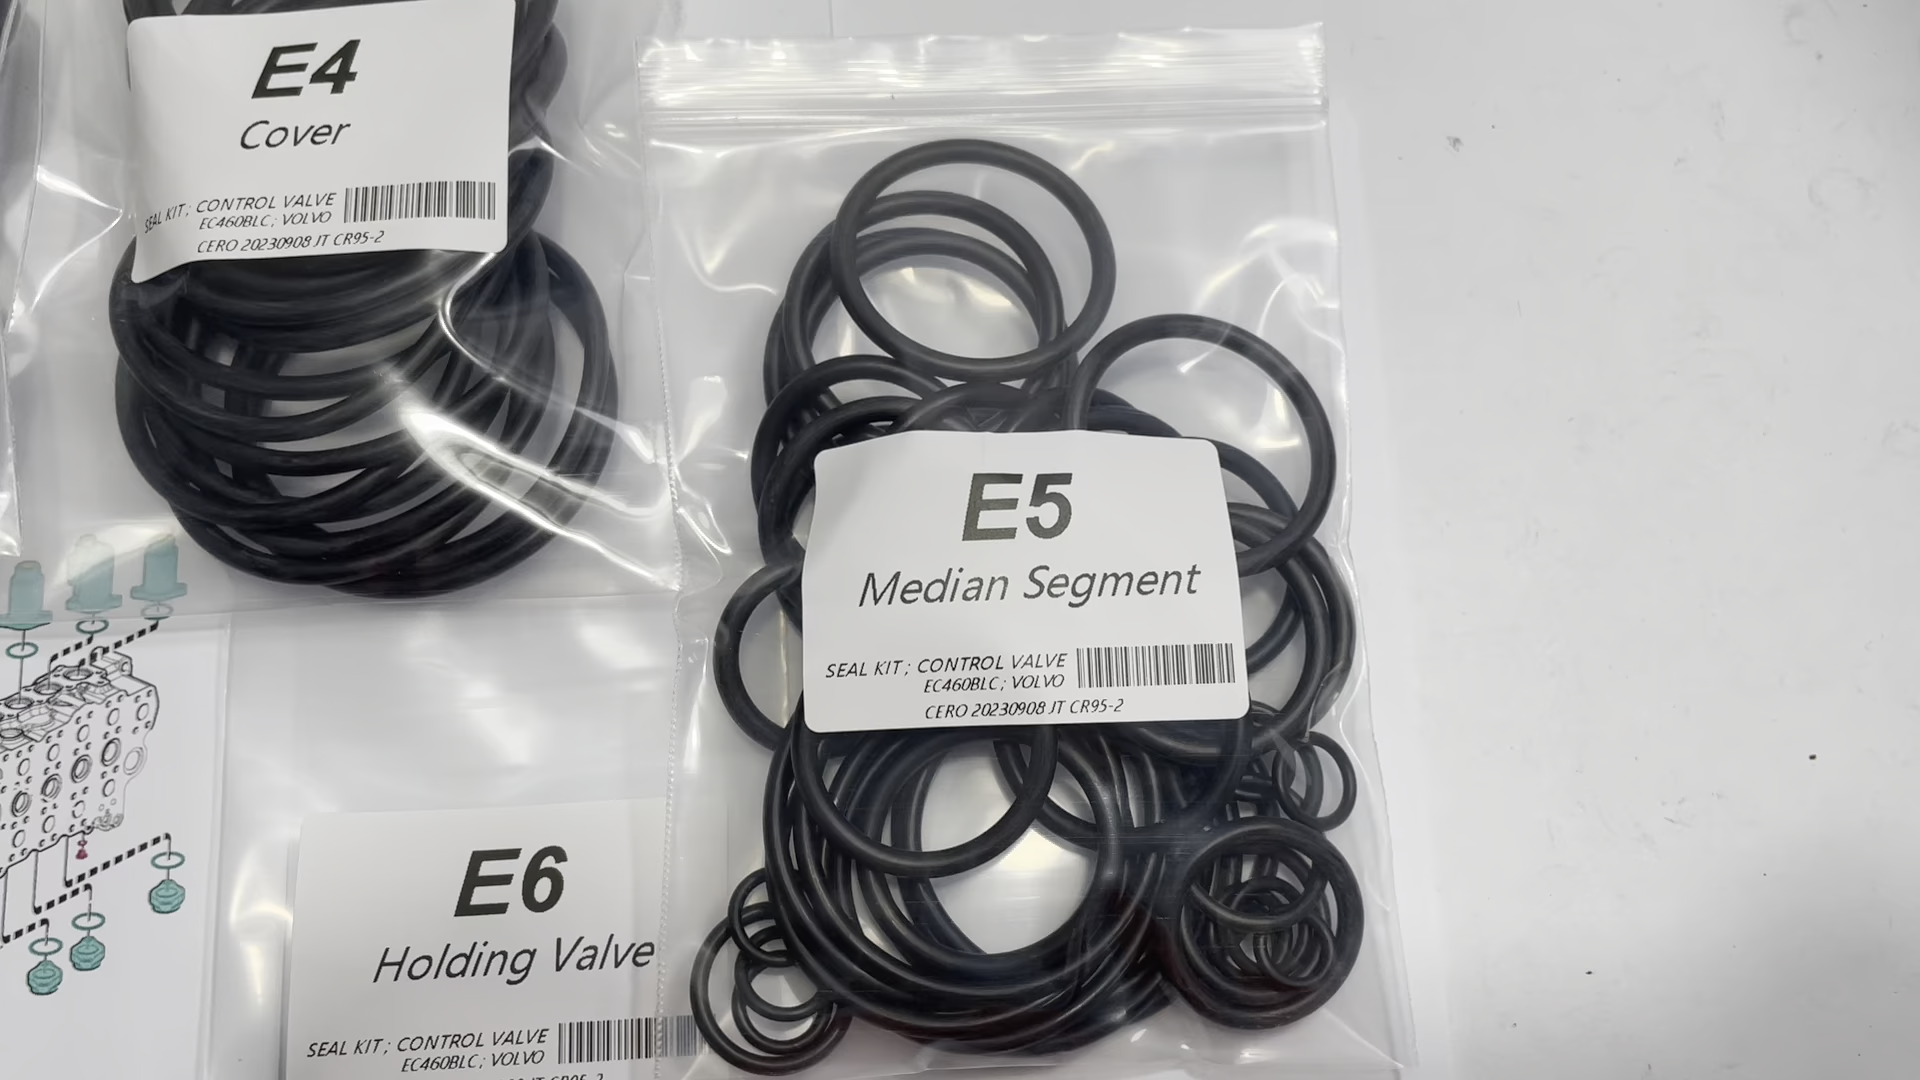 E4
Cover
SEAL KIT; CONTROL VALVE
EC460BLC; VOLVO
CERO 20230908 JT CR95-2
E5
Median Segment
SEAL KIT; CONTROL VALVE
EC460BLC; VOLVO
CERO 20230908 JT CR95-2
E6
Holding Valve
SEAL KIT; CONTROL VALVE
EC460BLC; VOLVO